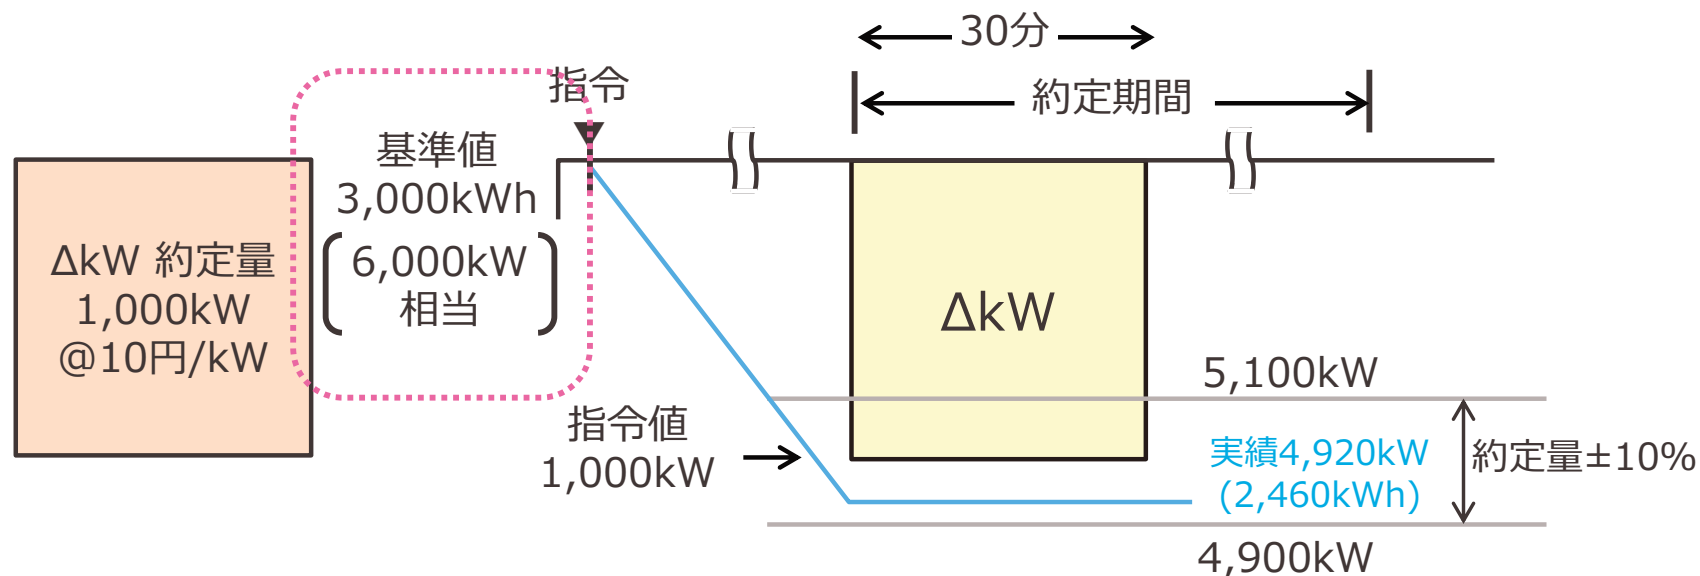 30分
指令
約定期間
基準値
3,000kWh
6,000kW
相当
ΔkW 約定量
1,000kW
@10円/kW
ΔkW
5,100kW
指令値
1,000kW
実績4,920kW
(2,460kWh)
約定量±10%
4,900kW